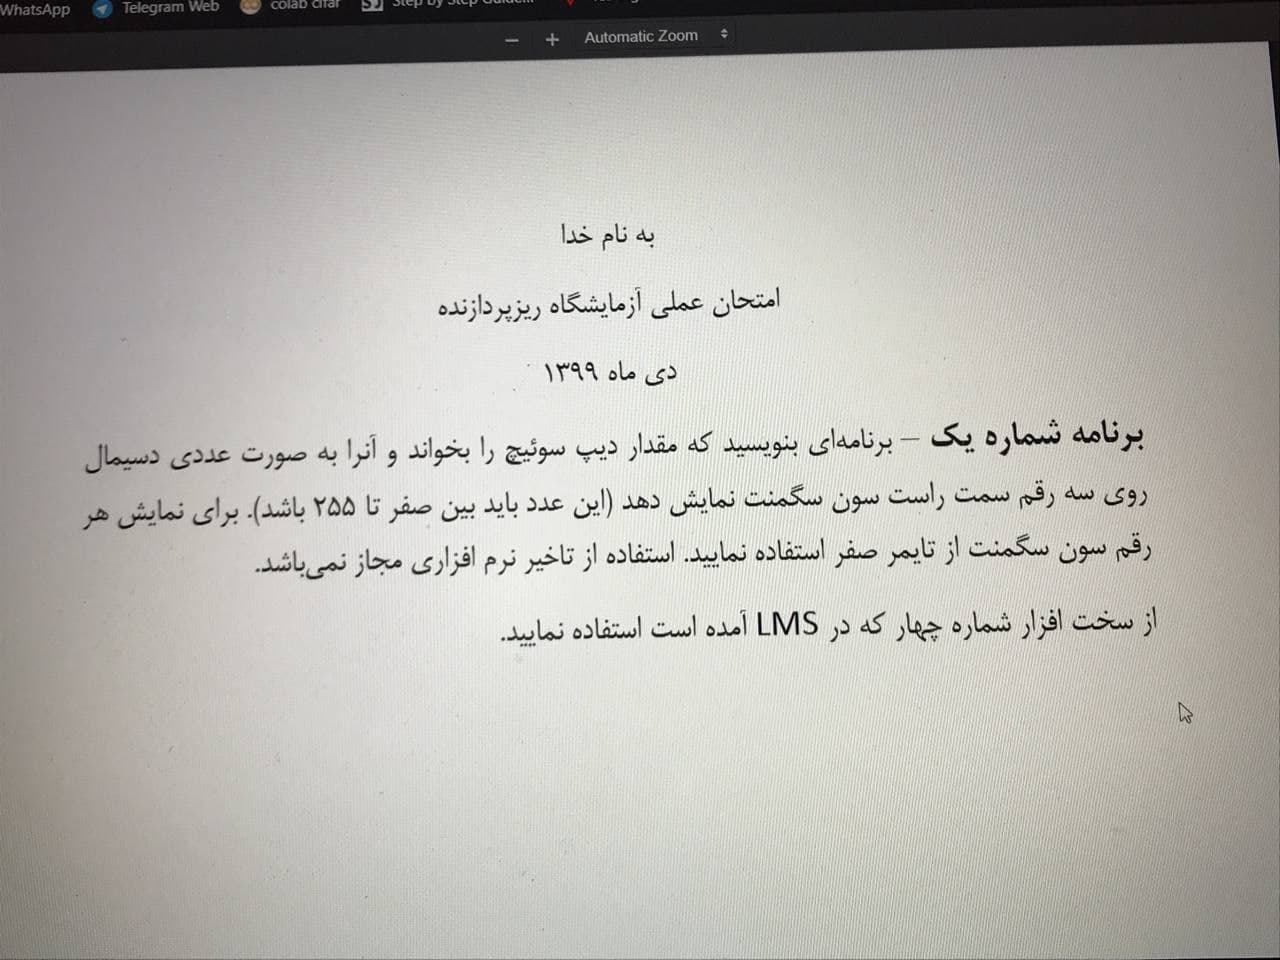 WhatsApp Telegram Web colab cifar Step by Step
− + Automatic Zoom
به نام خدا
امتحان عملی آزمایشگاه ریزپردازنده
دی ماه ۱۳۹۹
برنامه شماره یک – برنامه‌ای بنویسید که مقدار دیپ سوئیچ را بخواند و آنرا به صورت عددی دسیمال
روی سه رقم سمت راست سون سگمنت نمایش دهد (این عدد باید بین صفر تا ۲۵۵ باشد). برای نمایش هر
رقم سون سگمنت از تایمر صفر استفاده نمایید. استفاده از تاخیر نرم افزاری مجاز نمی‌باشد.
از سخت افزار شماره چهار که در LMS آمده است استفاده نمایید.